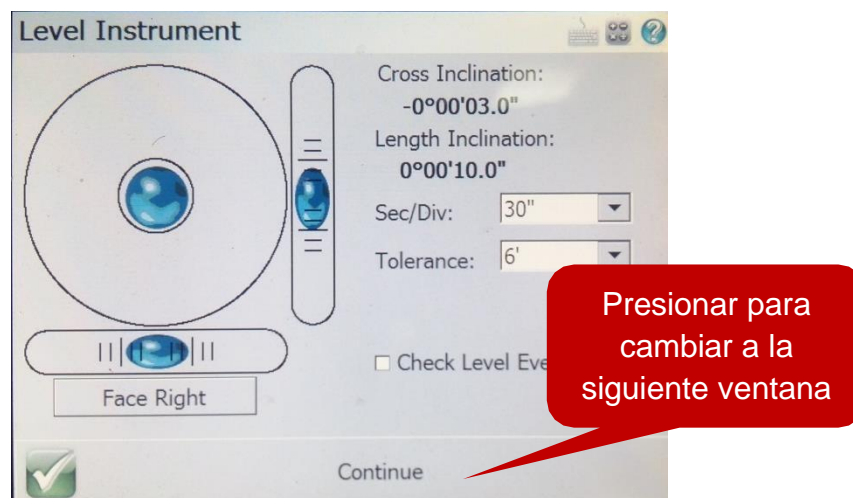 Level Instrument
Cross Inclination:
-0°00'03.0"
Length Inclination:
0°00'10.0"
Sec/Div: 30"
Tolerance: 6'
Check Level
Face Right
Continue
Presionar para
cambiar a la
siguiente ventana